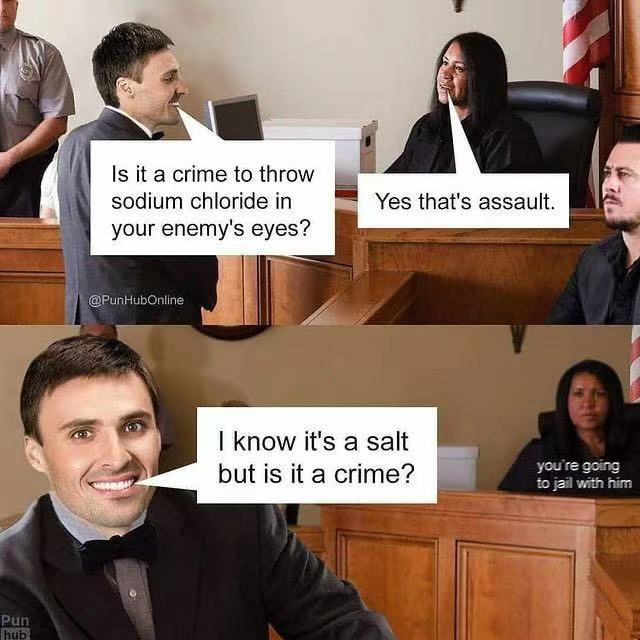 Is it a crime to throw
sodium chloride in
your enemy's eyes?
Yes that's assault.
@PunHubOnline
I know it's a salt
but is it a crime?
you're going
to jail with him
Pun
hub